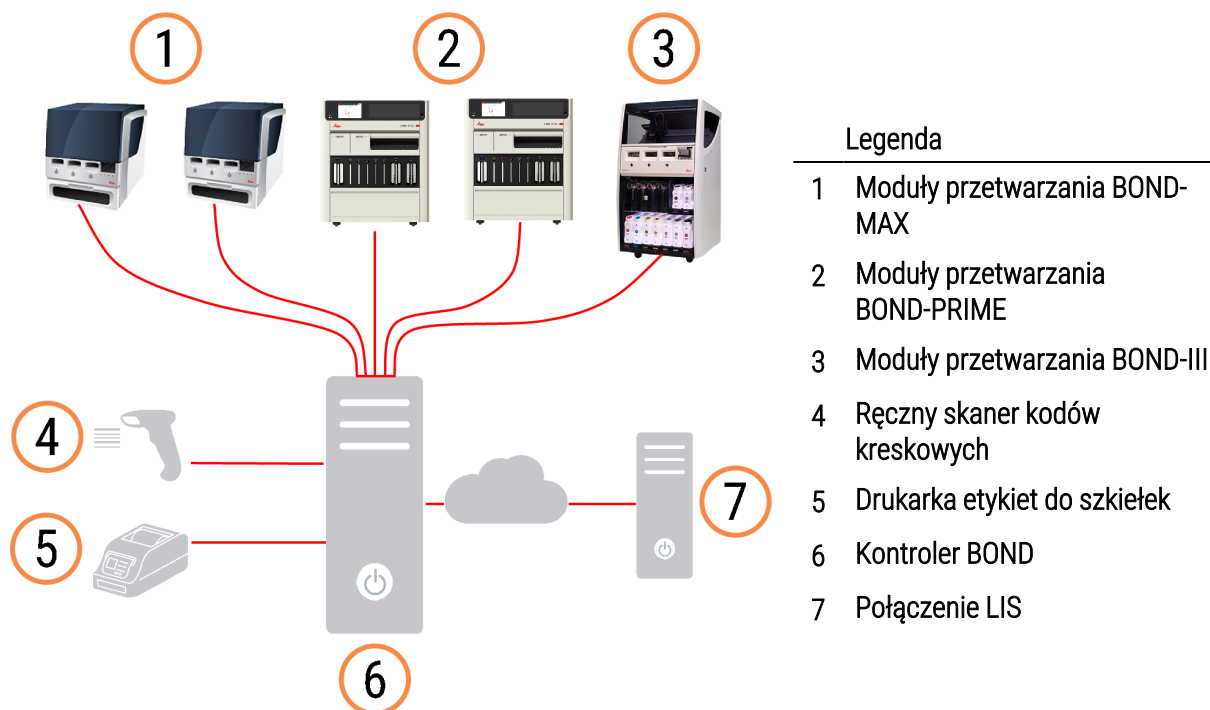 1
2
3
4
5
6
7
Legenda
1 Moduły przetwarzania BOND-
MAX
2 Moduły przetwarzania
BOND-PRIME
3 Moduły przetwarzania BOND-III
4 Ręczny skaner kodów
kreskowych
5 Drukarka etykiet do szkiełek
6 Kontroler BOND
7 Połączenie LIS